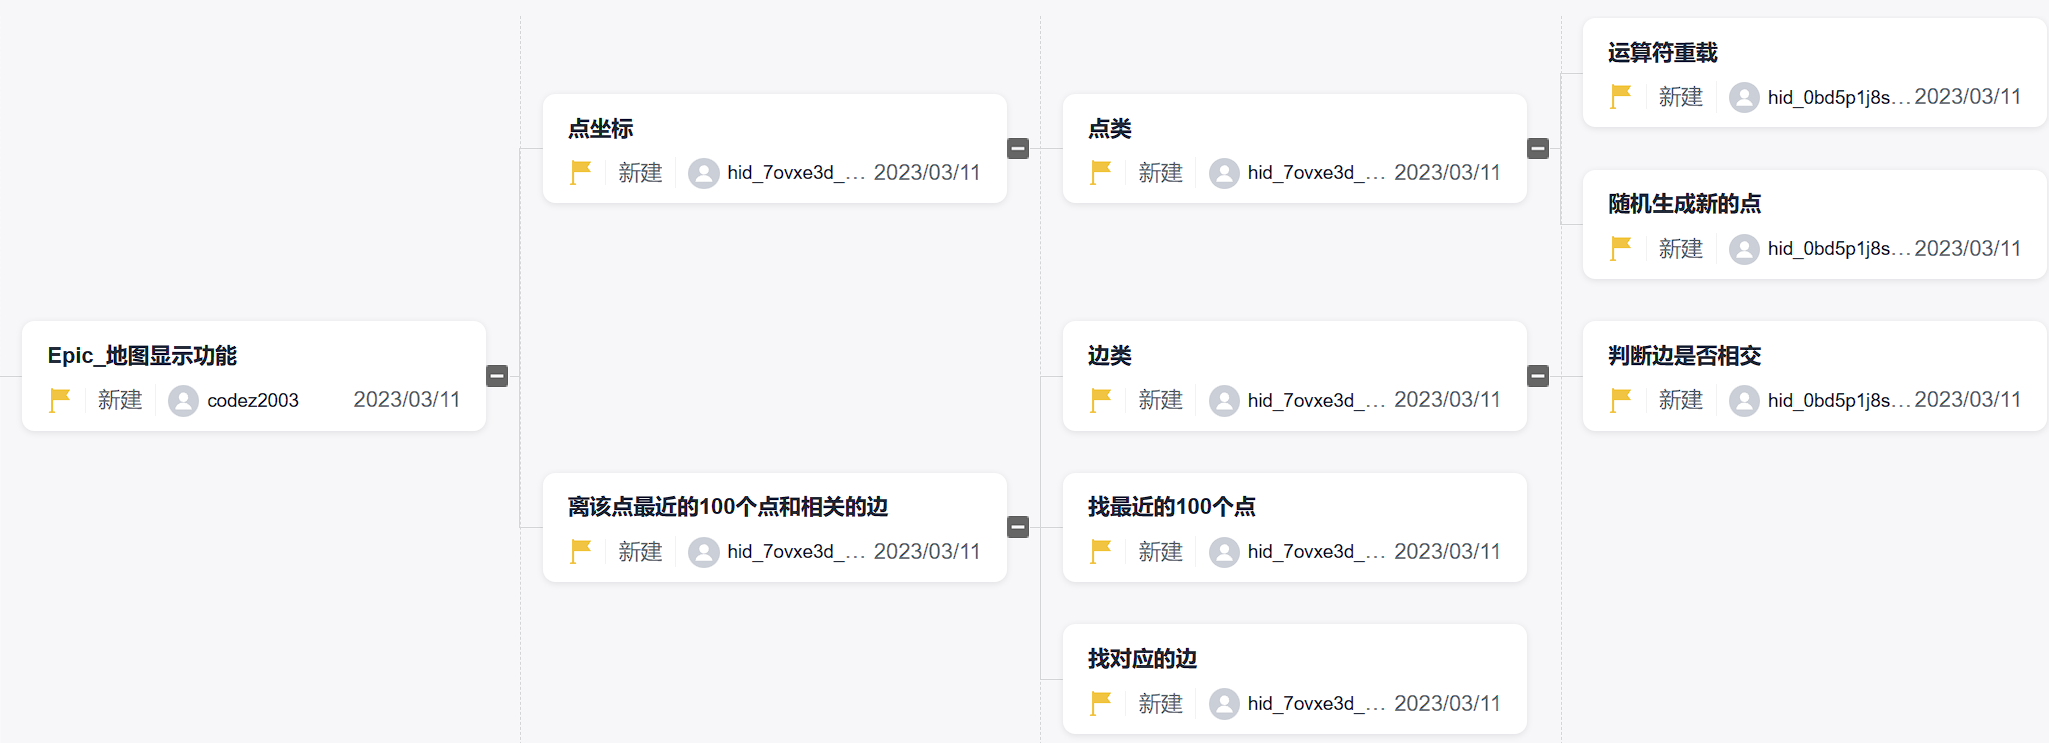 Epic_地图显示功能
新建 codez2003 2023/03/11
点坐标
新建 hid_7ovxe3d_... 2023/03/11
离该点最近的100个点和相关的边
新建 hid_7ovxe3d_... 2023/03/11
点类
新建 hid_7ovxe3d_... 2023/03/11
边类
新建 hid_7ovxe3d_... 2023/03/11
找最近的100个点
新建 hid_7ovxe3d_... 2023/03/11
找对应的边
新建 hid_7ovxe3d_... 2023/03/11
运算符重载
新建 hid_0bd5p1j8s... 2023/03/11
随机生成新的点
新建 hid_0bd5p1j8s... 2023/03/11
判断边是否相交
新建 hid_0bd5p1j8s... 2023/03/11